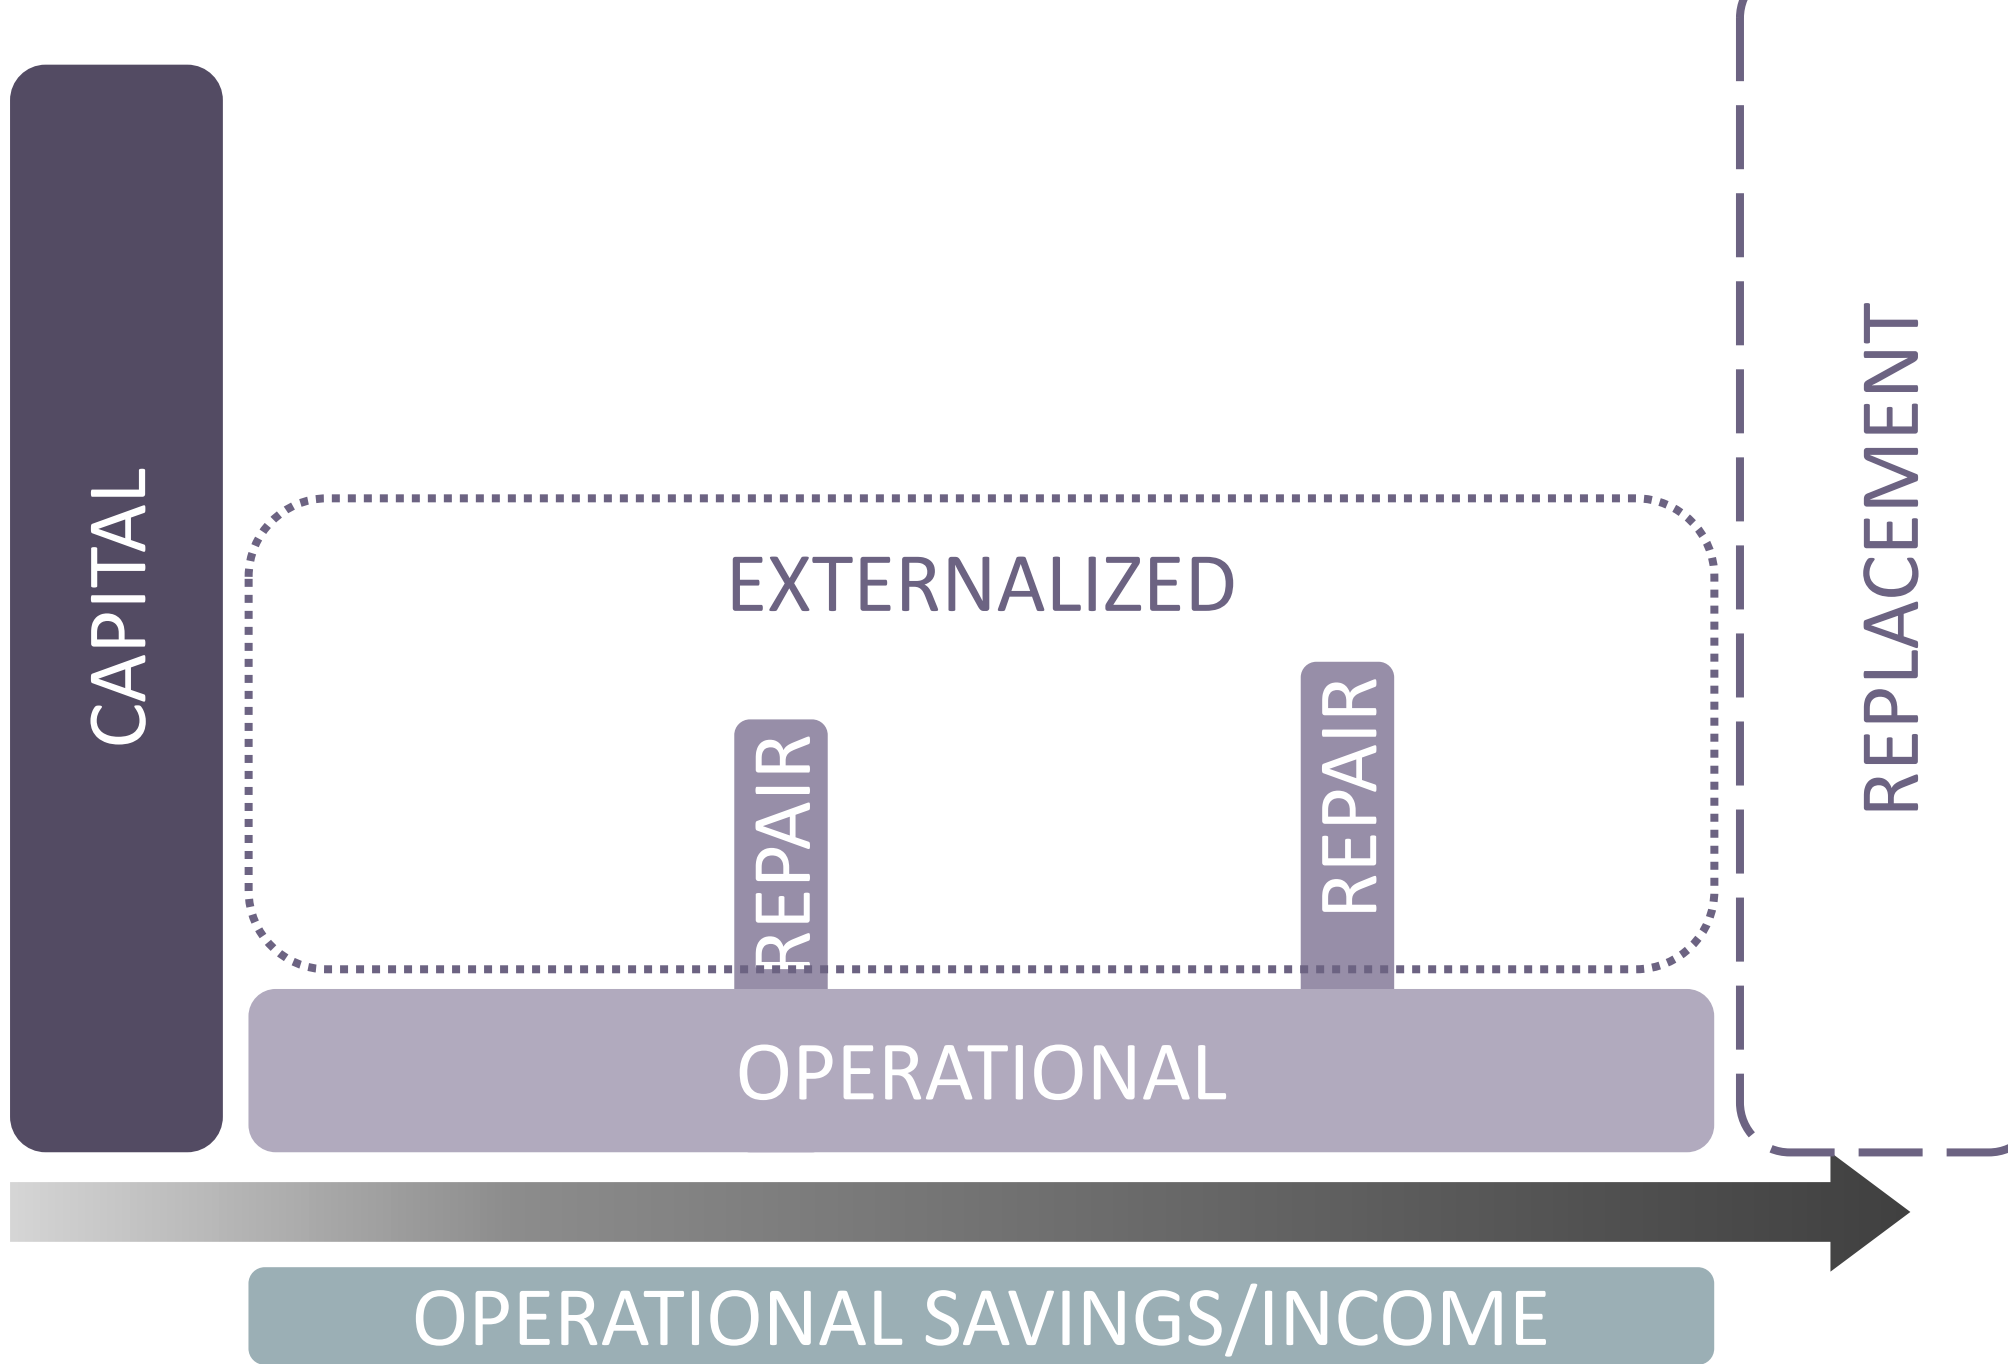 CAPITAL
EXTERNALIZED
REPAIR
REPAIR
OPERATIONAL
REPLACEMENT
OPERATIONAL SAVINGS/INCOME